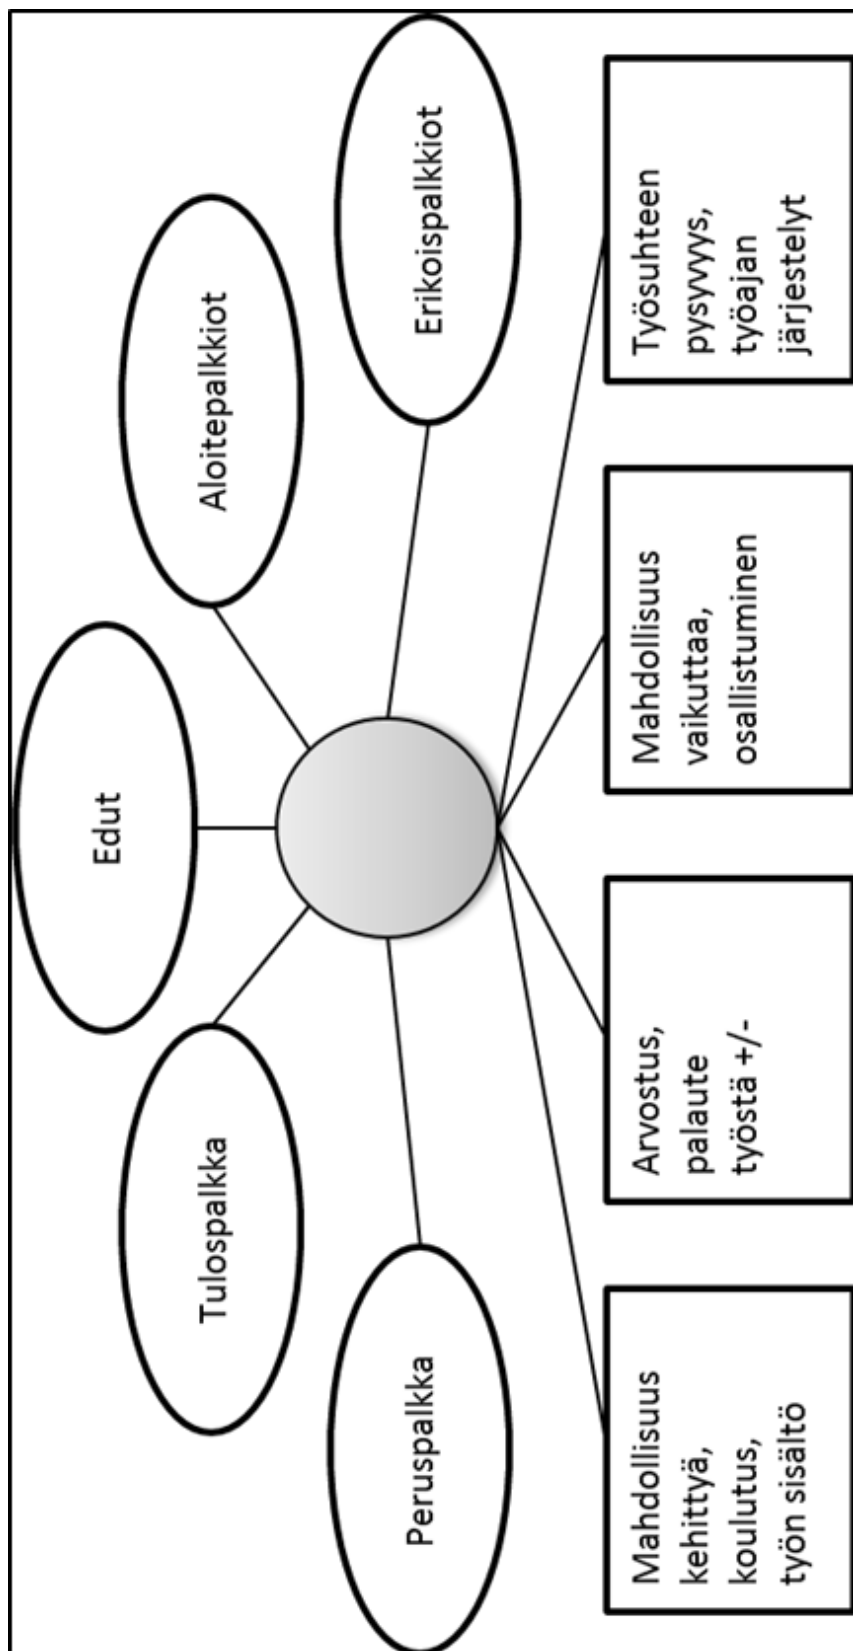 Peruspalkka
Tulospalkka
Edut
Aloitepalkkiot
Erikoispalkkiot
Mahdollisuus
kehittyä,
koulutus,
työn sisältö
Arvostus,
palaute
työstä +/-
Mahdollisuus
vaikuttaa,
osallistuminen
Työsuhteen
pysyvyys,
työajan
järjestelyt